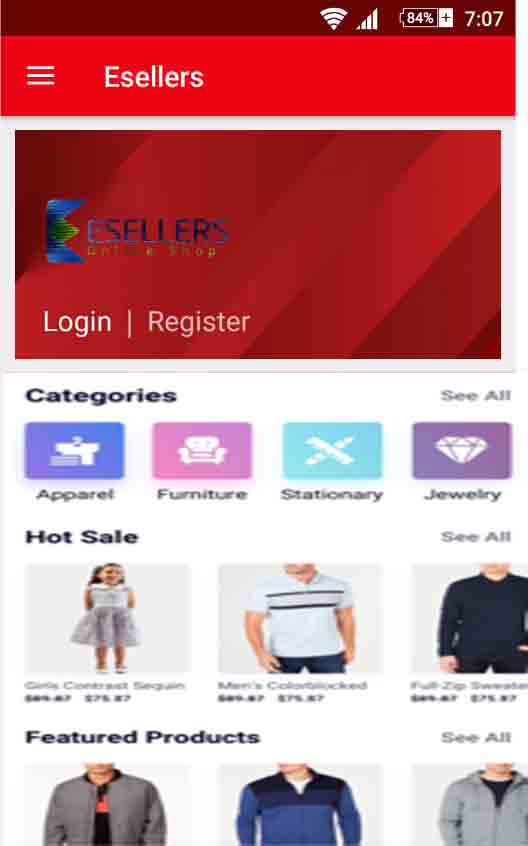 84% 7:07
Esellers
ESELLERS
Online Shop
Login | Register
Categories See All
Apparel Furniture Stationary Jewelry
Hot Sale See All
Girls Contrast Sequin Men's Colorblocked Full-Zip Sweate
$89.87 $75.87 $89.87 $75.87 $89.87 $75.87
Featured Products See All